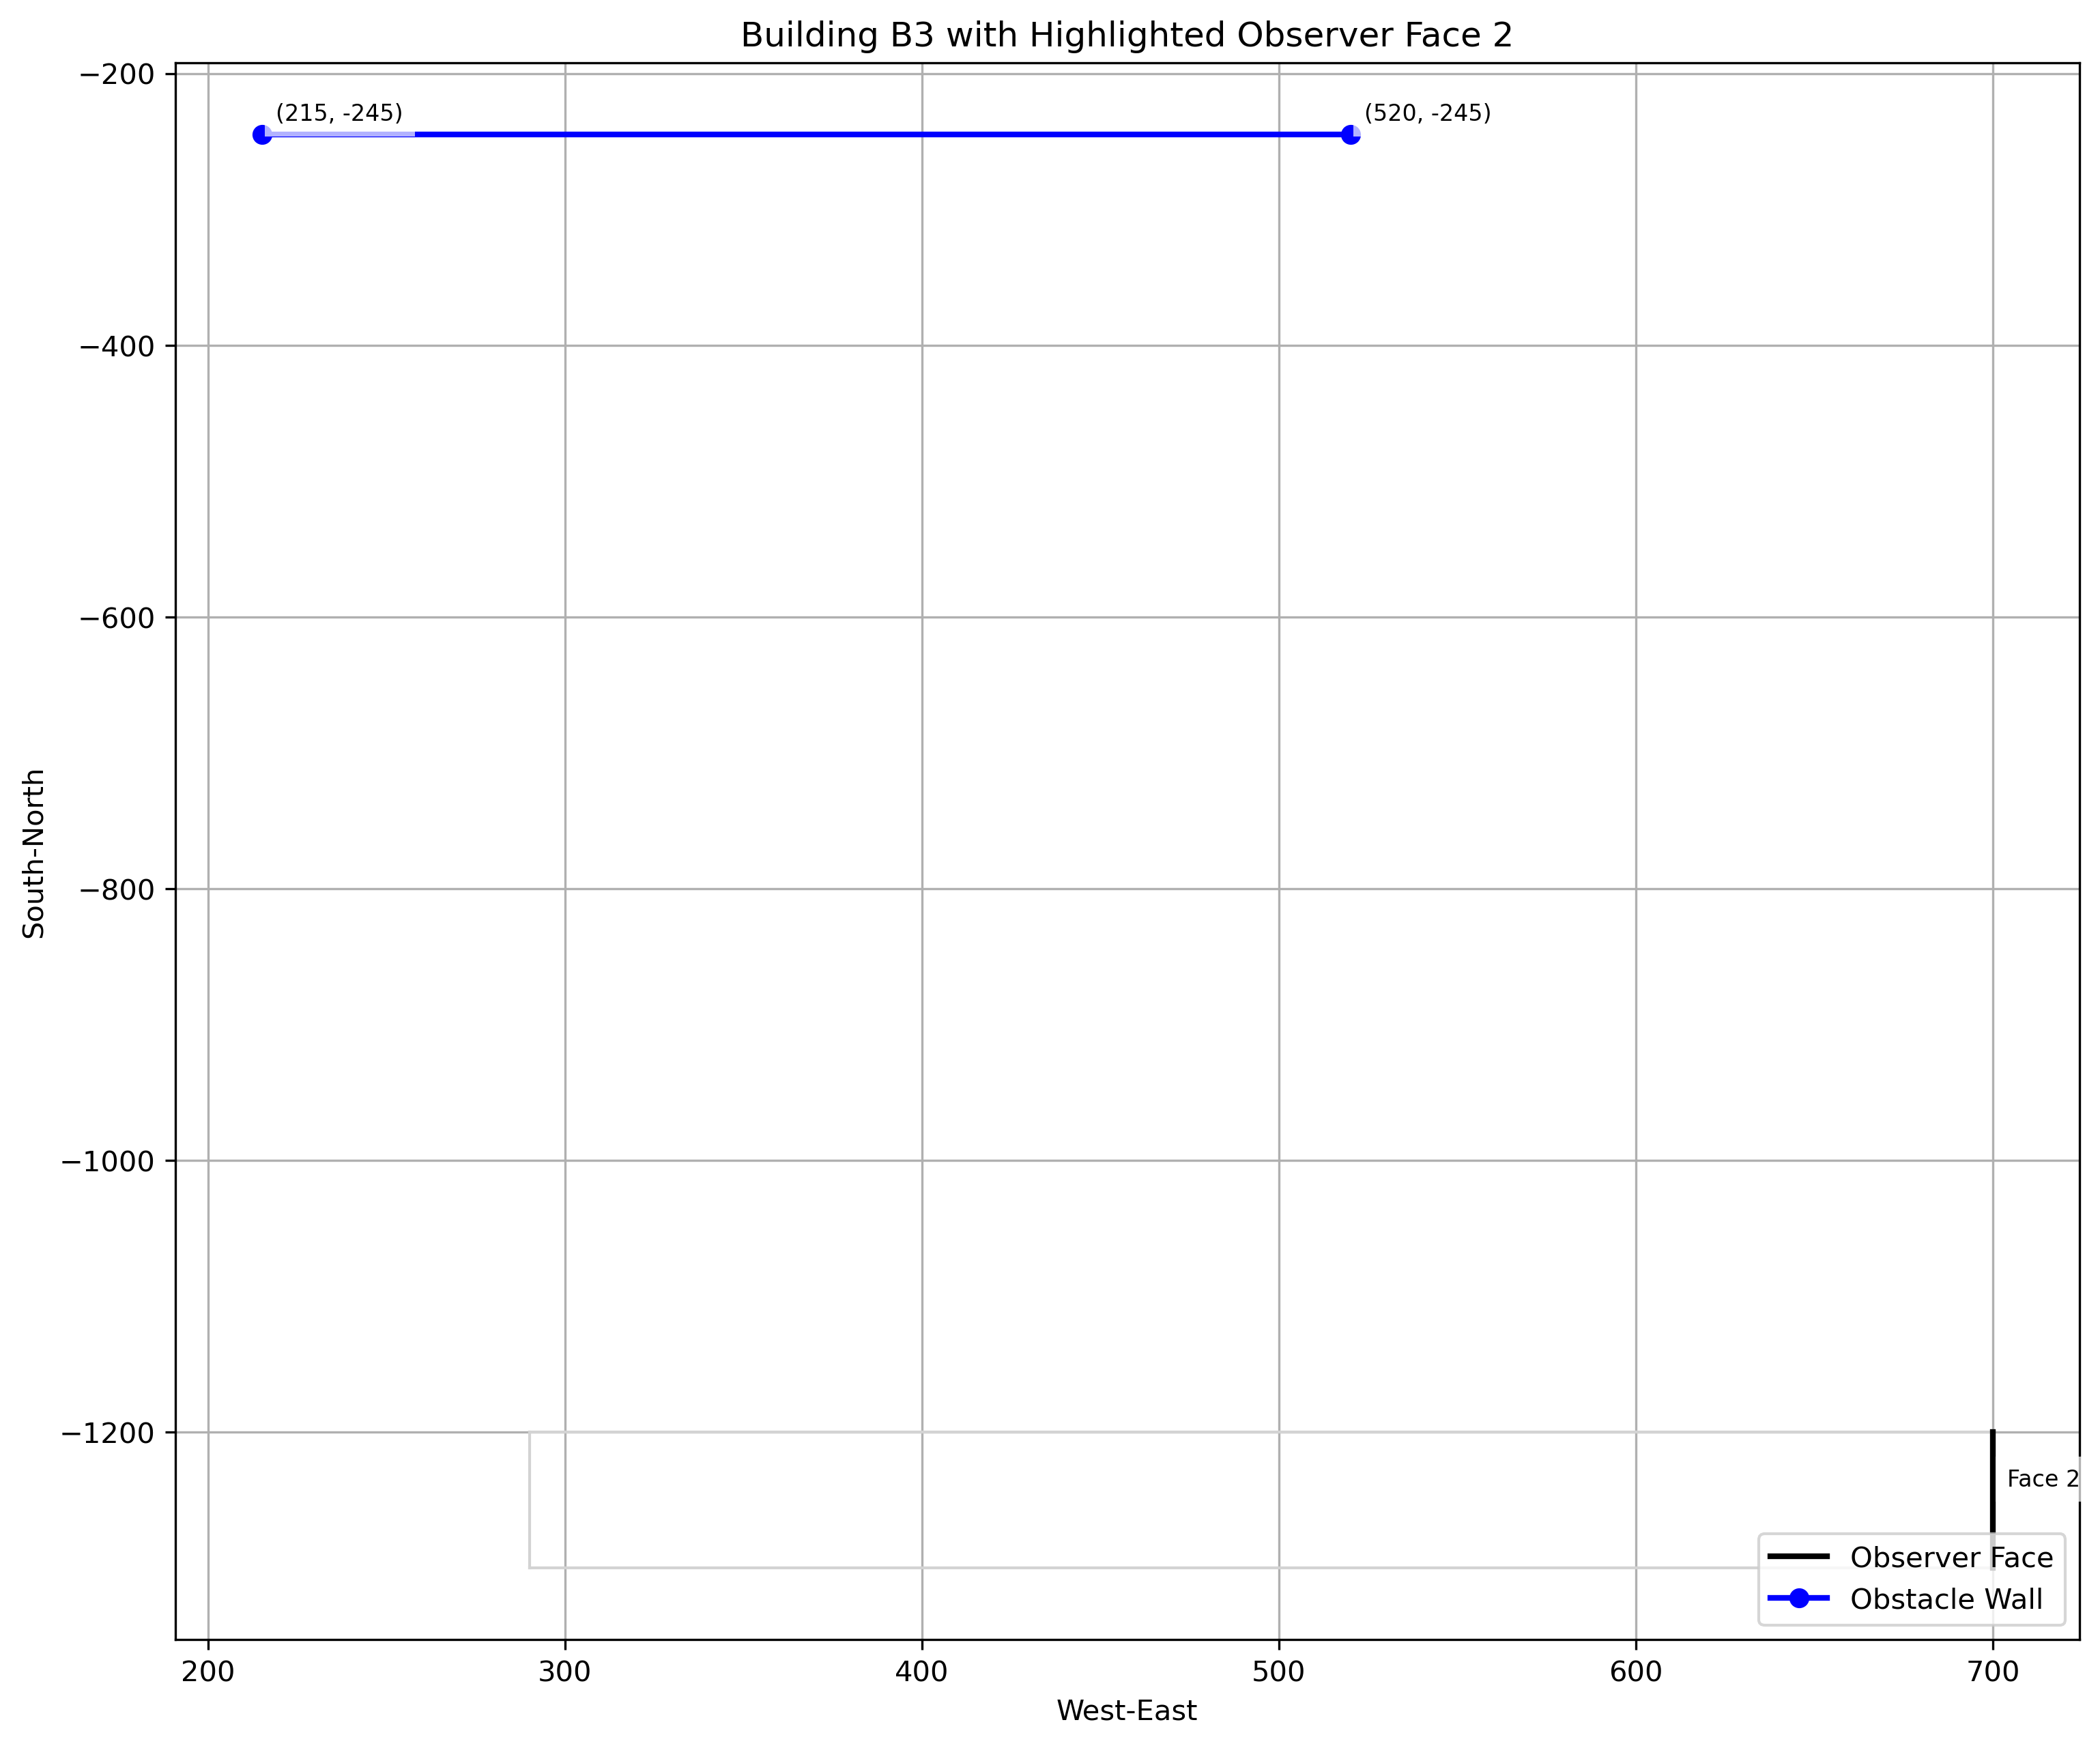 Building B3 with Highlighted Observer Face 2
−200
(215, -245)
(520, -245)
−400
−600
South-North
−800
−1000
−1200
Face 2
Observer Face
Obstacle Wall
200
300
400
500
600
700
West-East